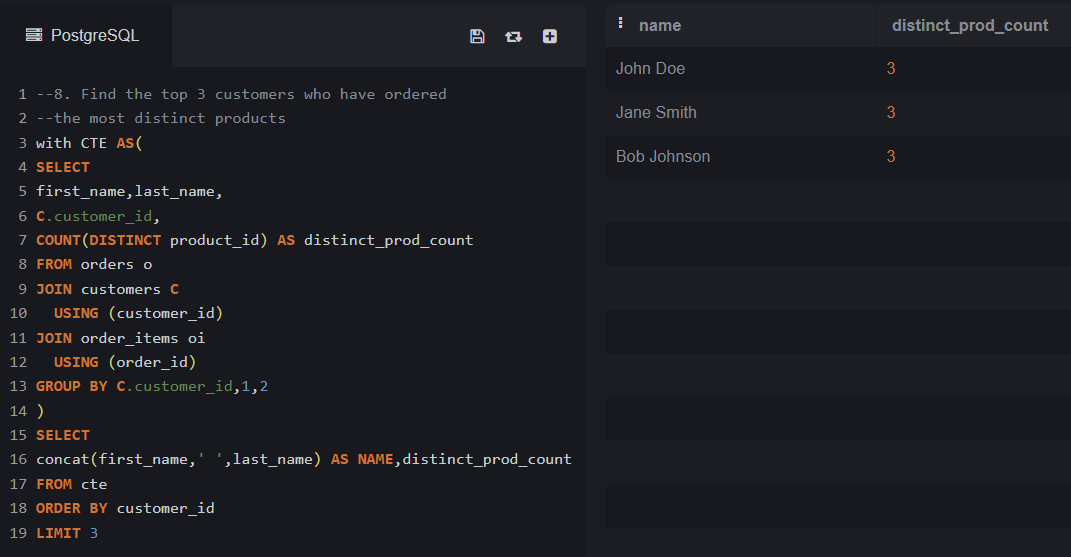 PostgreSQL
1 --8. Find the top 3 customers who have ordered
2 --the most distinct products
3 with CTE AS(
4 SELECT
5 first_name,last_name,
6 C.customer_id,
7 COUNT(DISTINCT product_id) AS distinct_prod_count
8 FROM orders o
9 JOIN customers C
10   USING (customer_id)
11 JOIN order_items oi
12   USING (order_id)
13 GROUP BY C.customer_id,1,2
14 )
15 SELECT
16 concat(first_name,' ',last_name) AS NAME,distinct_prod_count
17 FROM cte
18 ORDER BY customer_id
19 LIMIT 3
name distinct_prod_count
John Doe 3
Jane Smith 3
Bob Johnson 3